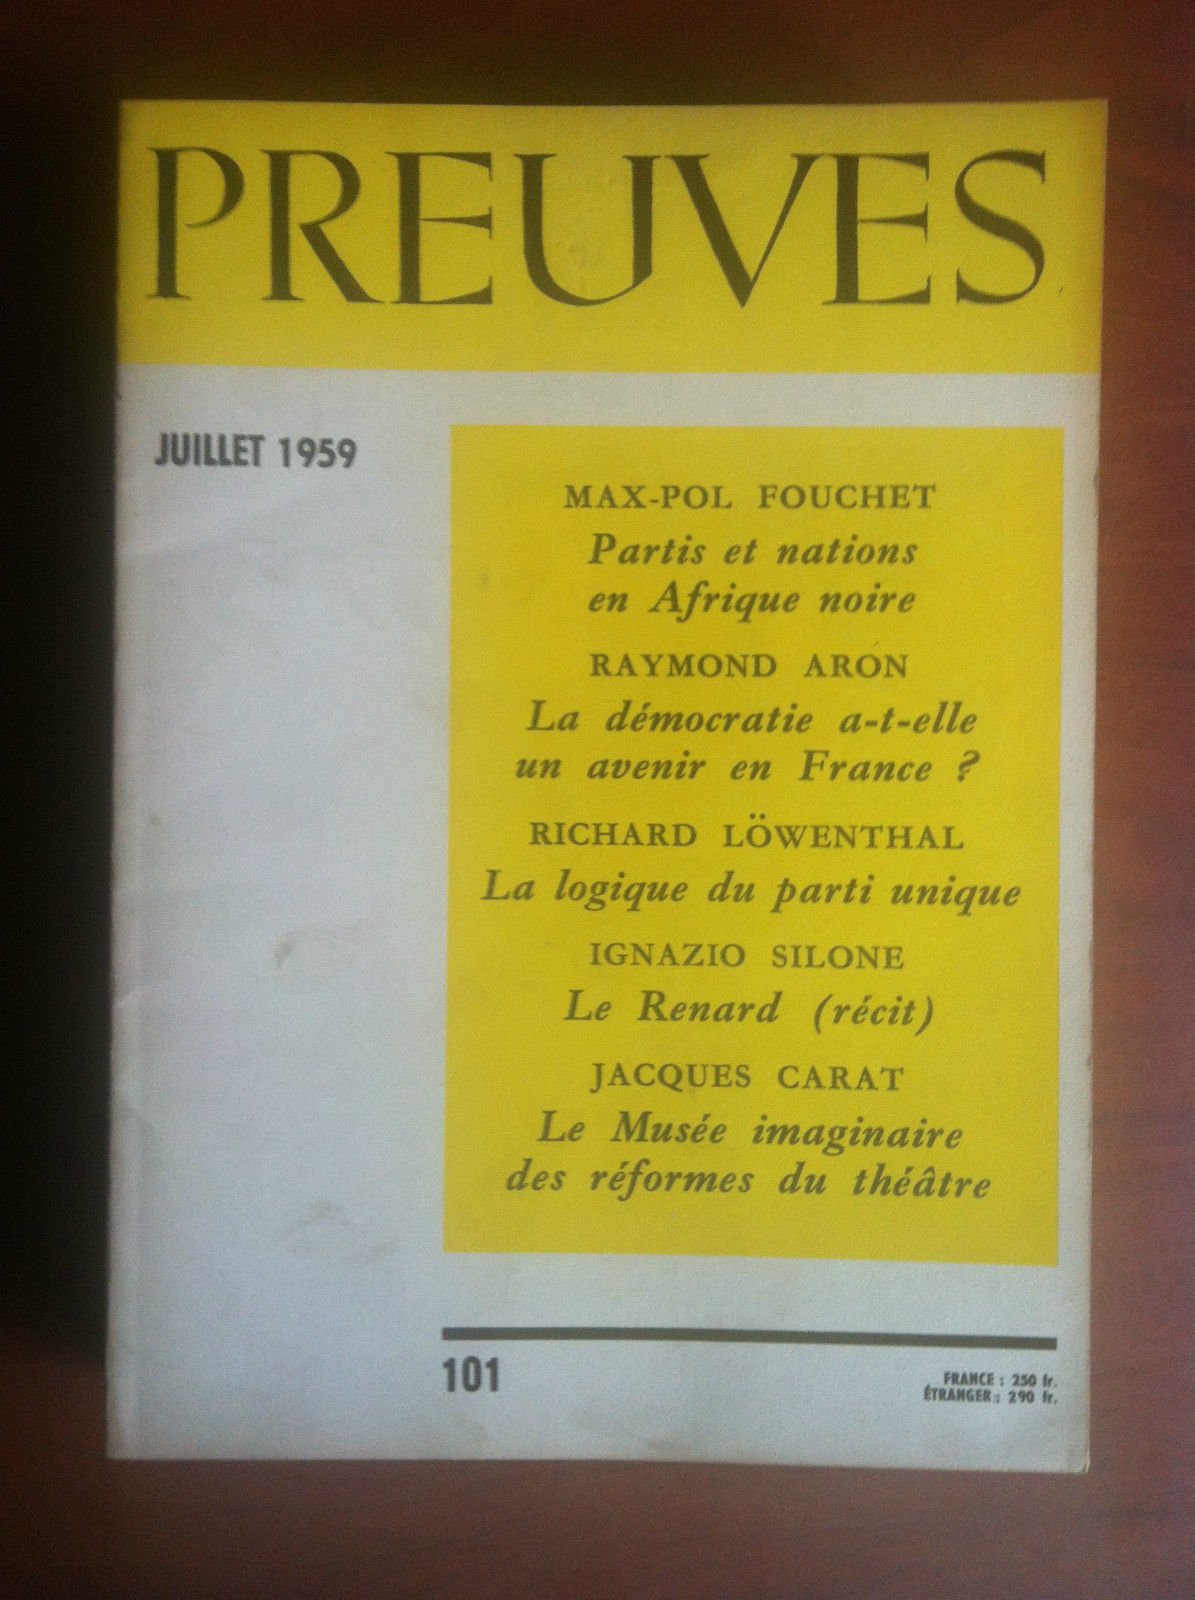 PREUVES
JUILLET 1959
MAX-POL FOUCHET
Partis et nations
en Afrique noire
RAYMOND ARON
La démocratie a-t-elle
un avenir en France ?
RICHARD LÖWENTHAL
La logique du parti unique
IGNAZIO SILONE
Le Renard (récit)
JACQUES CARAT
Le Musée imaginaire
des réformes du théâtre
101
FRANCE : 250 fr.
ÉTRANGER : 290 fr.